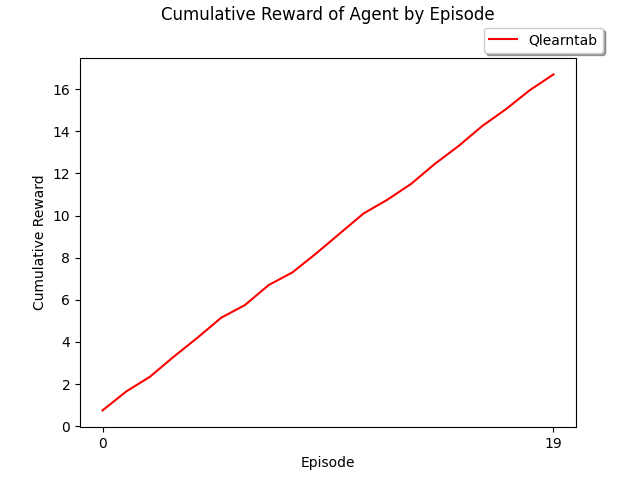 Cumulative Reward of Agent by Episode
Qlearntab
16
14
12
10
8
6
4
2
0
Cumulative Reward
0 19
Episode